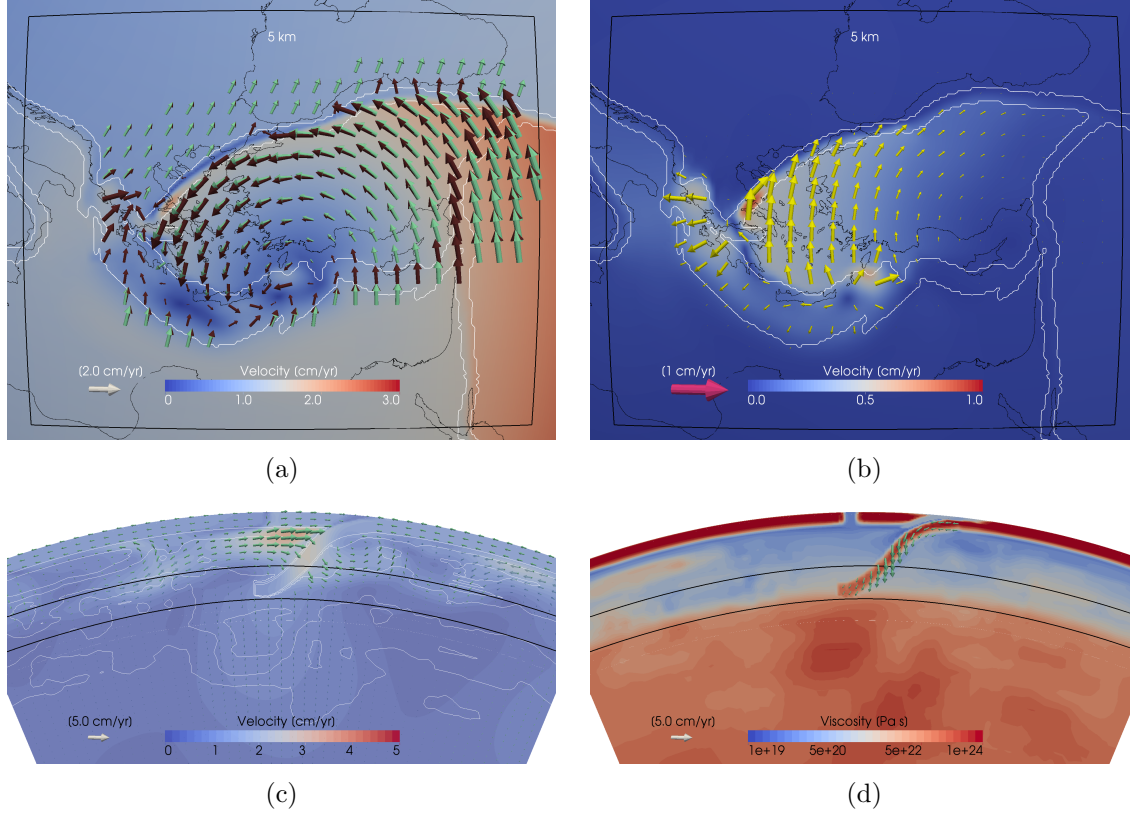 5 km
(2.0 cm/yr)
Velocity (cm/yr)
0 1.0 2.0 3.0
(a)
5 km
(1 cm/yr)
Velocity (cm/yr)
0.0 0.5 1.0
(b)
(5.0 cm/yr)
Velocity (cm/yr)
0 1 2 3 4 5
(c)
(5.0 cm/yr)
Viscosity (Pa s)
1e+19 5e+20 5e+22 1e+24
(d)